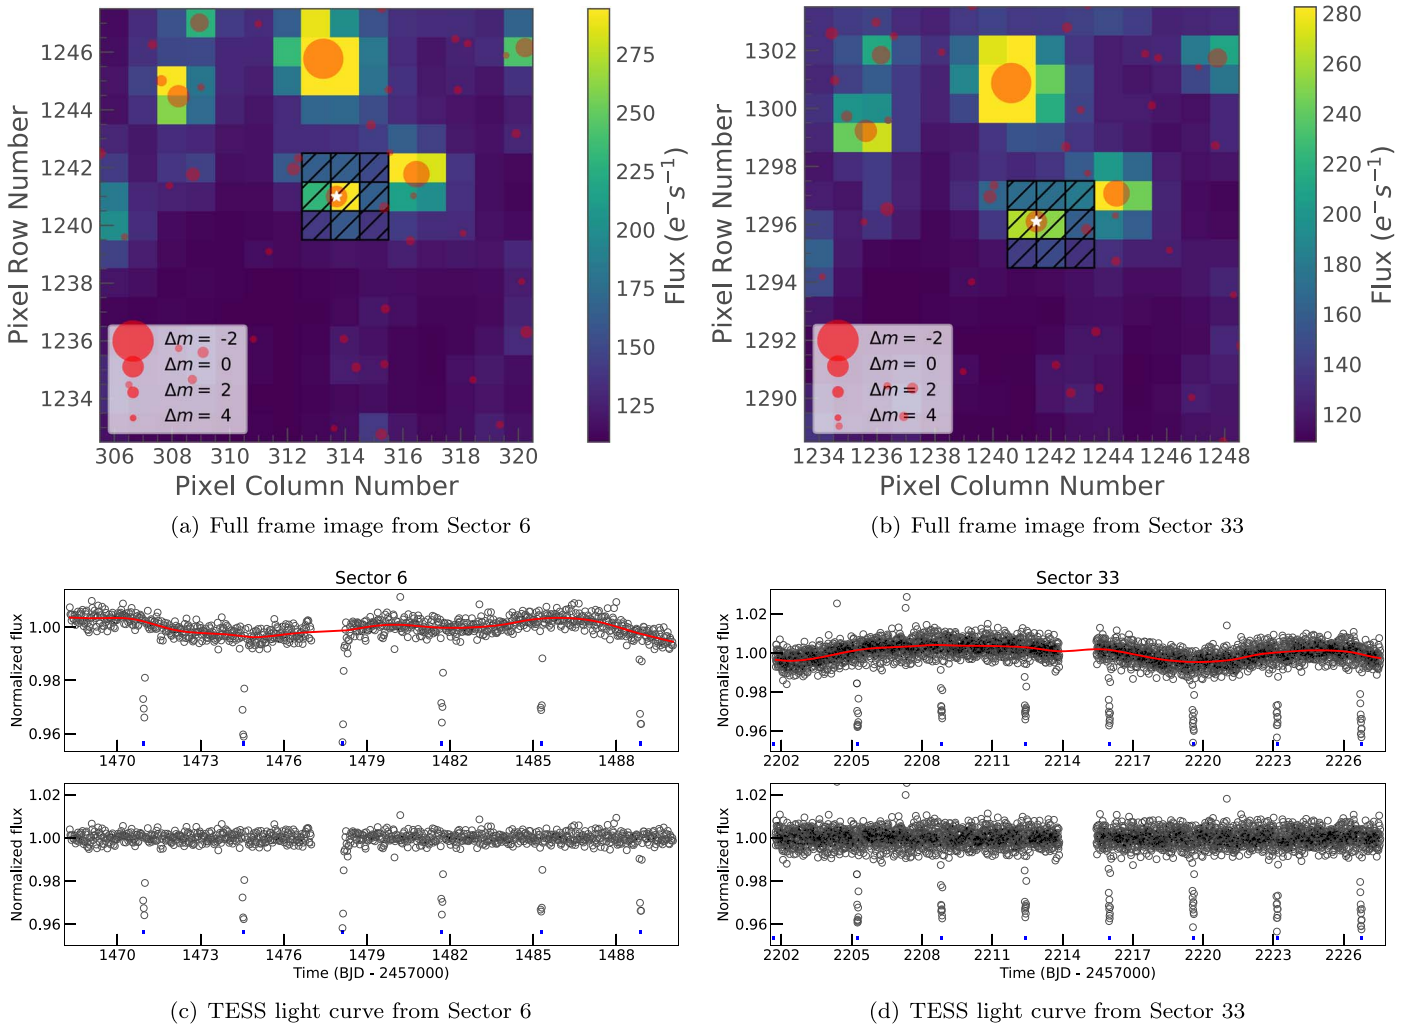 1246
1244
1242
1240
1238
1236
1234
Pixel Row Number
306 308 310 312 314 316 318 320
Pixel Column Number
Δm = -2
Δm = 0
Δm = 2
Δm = 4
275
250
225
200
175
150
125
Flux (e⁻s⁻¹)
(a) Full frame image from Sector 6
1302
1300
1298
1296
1294
1292
1290
Pixel Row Number
1234 1236 1238 1240 1242 1244 1246 1248
Pixel Column Number
Δm = -2
Δm = 0
Δm = 2
Δm = 4
280
260
240
220
200
180
160
140
120
Flux (e⁻s⁻¹)
(b) Full frame image from Sector 33
Sector 6
Normalized flux
1.00
0.98
0.96
1470 1473 1476 1479 1482 1485 1488
Normalized flux
1.02
1.00
0.98
0.96
1470 1473 1476 1479 1482 1485 1488
Time (BJD - 2457000)
(c) TESS light curve from Sector 6
Sector 33
Normalized flux
1.02
1.00
0.98
0.96
2202 2205 2208 2211 2214 2217 2220 2223 2226
Normalized flux
1.02
1.00
0.98
0.96
2202 2205 2208 2211 2214 2217 2220 2223 2226
Time (BJD - 2457000)
(d) TESS light curve from Sector 33